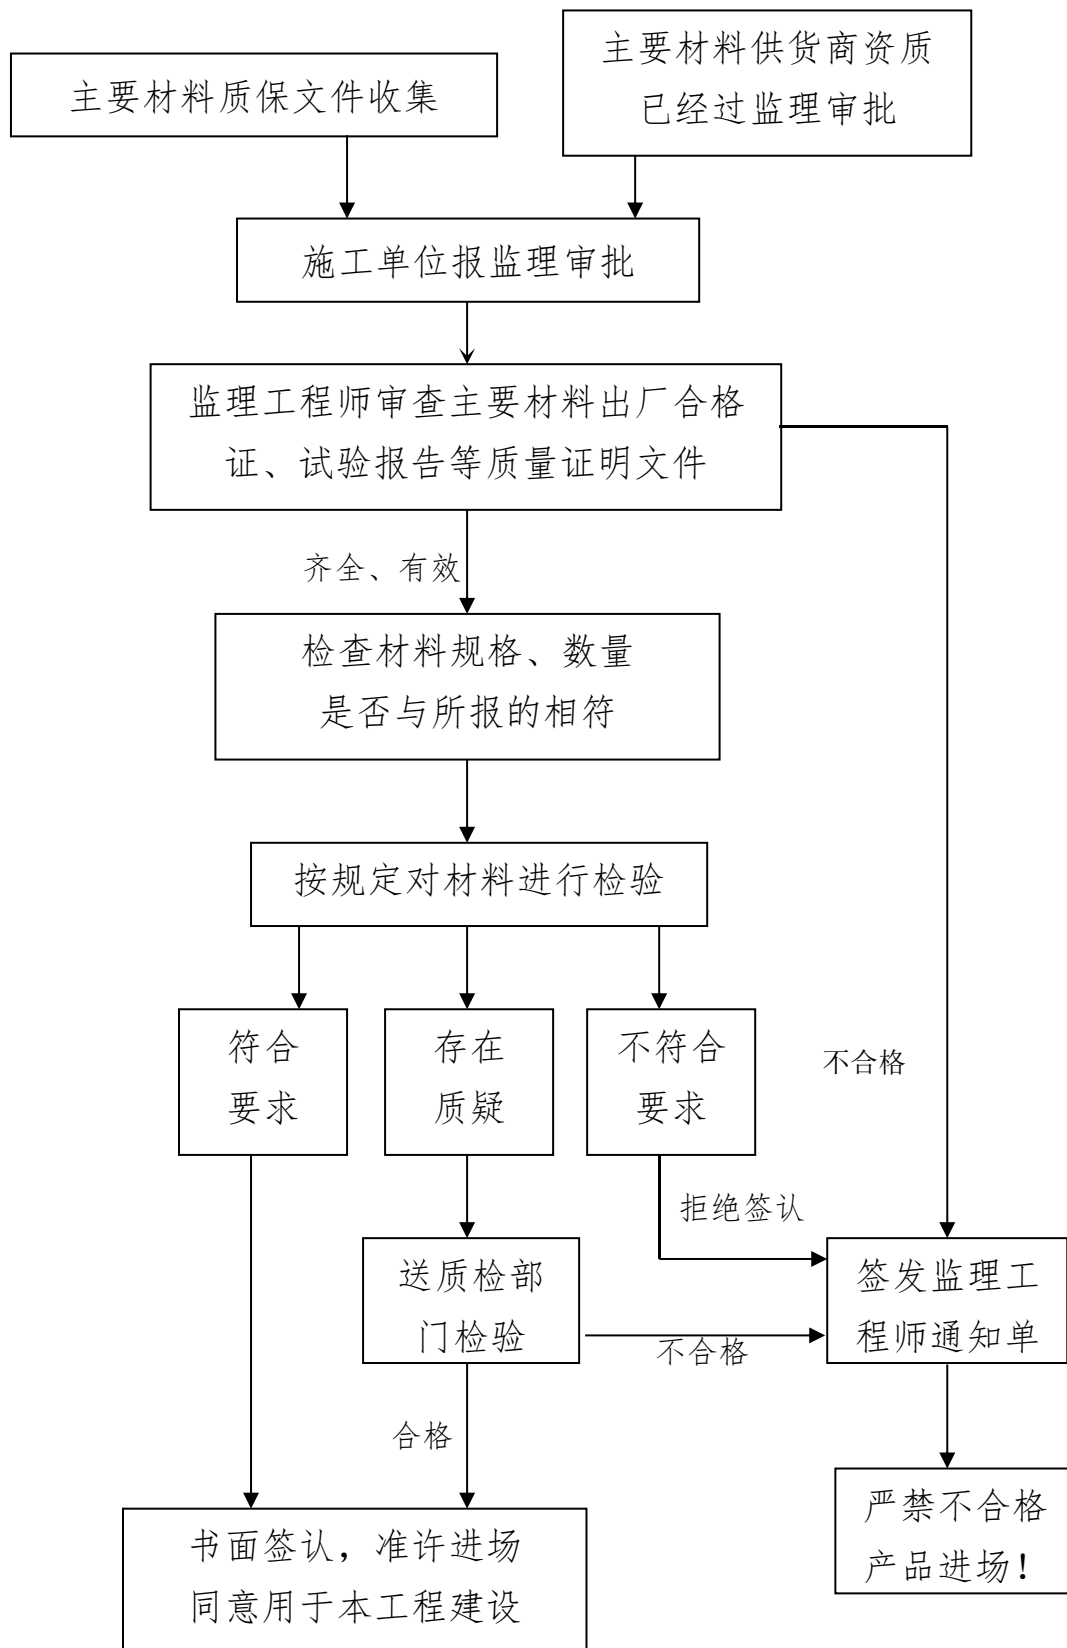 主要材料质保文件收集
主要材料供货商资质
已经过监理审批
施工单位报监理审批
监理工程师审查主要材料出厂合格
证、试验报告等质量证明文件
齐全、有效
检查材料规格、数量
是否与所报的相符
按规定对材料进行检验
符合
要求
存在
质疑
不符合
要求
不合格
拒绝签认
送质检部
门检验
不合格
签发监理工
程师通知单
合格
严禁不合格
产品进场！
书面签认，准许进场
同意用于本工程建设